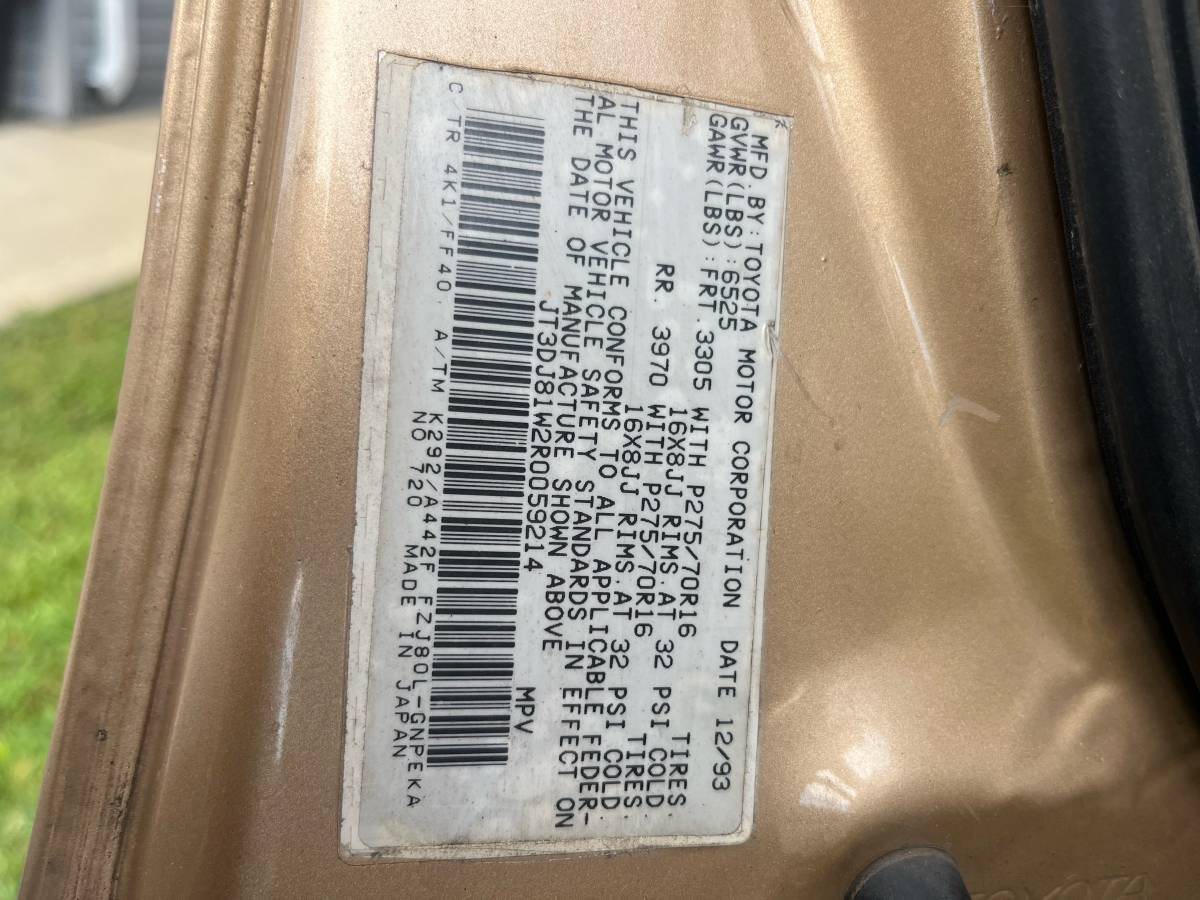 MFD.BY:TOYOTA MOTOR CORPORATION DATE 12/93
GVWR(LBS):6525
GAWR(LBS):FRT.3305 WITH P275/70R16 TIRES.
16X8JJ RIMS.AT 32 PSI COLD.
RR. 3970 WITH P275/70R16 TIRES.
16X8JJ RIMS.AT 32 PSI COLD.
THIS VEHICLE CONFORMS TO ALL APPLICABLE FEDER-
AL MOTOR VEHICLE SAFETY STANDARDS IN EFFECT ON
THE DATE OF MANUFACTURE SHOWN ABOVE
JT3DJ81W2R0059214 MPV
C/TR 4K1/FF40, A/TM K292/A442F FZJ80L-GNPEKA
NO 720 MADE IN JAPAN
TOYOTA